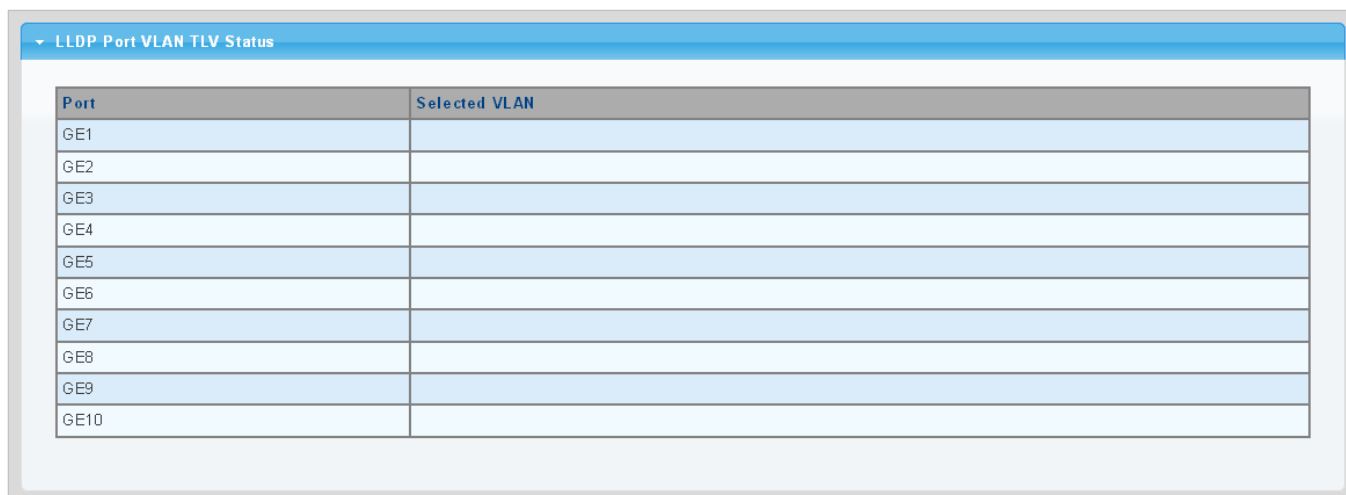 LLDP Port VLAN TLV Status
Port Selected VLAN
GE1
GE2
GE3
GE4
GE5
GE6
GE7
GE8
GE9
GE10